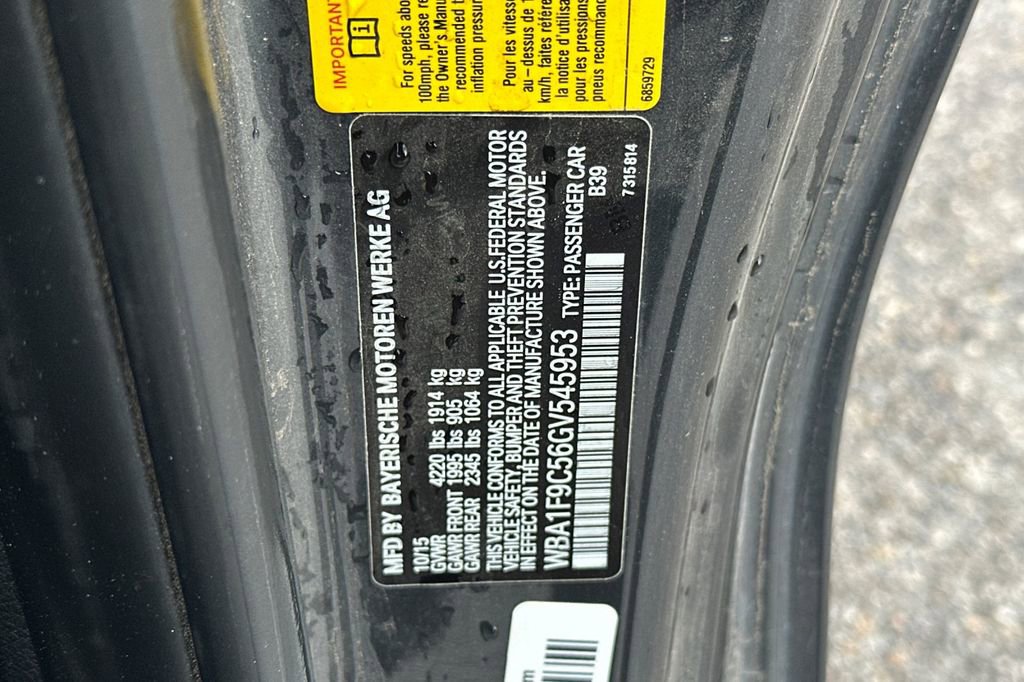 IMPORTANT
For speeds abo
100mph, please re
the Owner's Manu
recommended
inflation pressur
Pour les vitesse
au - dessus de 1
km/h, faites référe
la notice d'utilisa
pour les pressions
pneus recommand
6859729
MFD BY BAYERISCHE MOTOREN WERKE AG
10/15
GVWR 4220 lbs 1914 kg
GAWR FRONT 1995 lbs 905 kg
GAWR REAR 2345 lbs 1064 kg
THIS VEHICLE CONFORMS TO ALL APPLICABLE U.S.FEDERAL MOTOR
VEHICLE SAFETY, BUMPER AND THEFT PREVENTION STANDARDS
IN EFFECT ON THE DATE OF MANUFACTURE SHOWN ABOVE.
WBA1F9C56GV545953 TYPE: PASSENGER CAR
B39
7315814